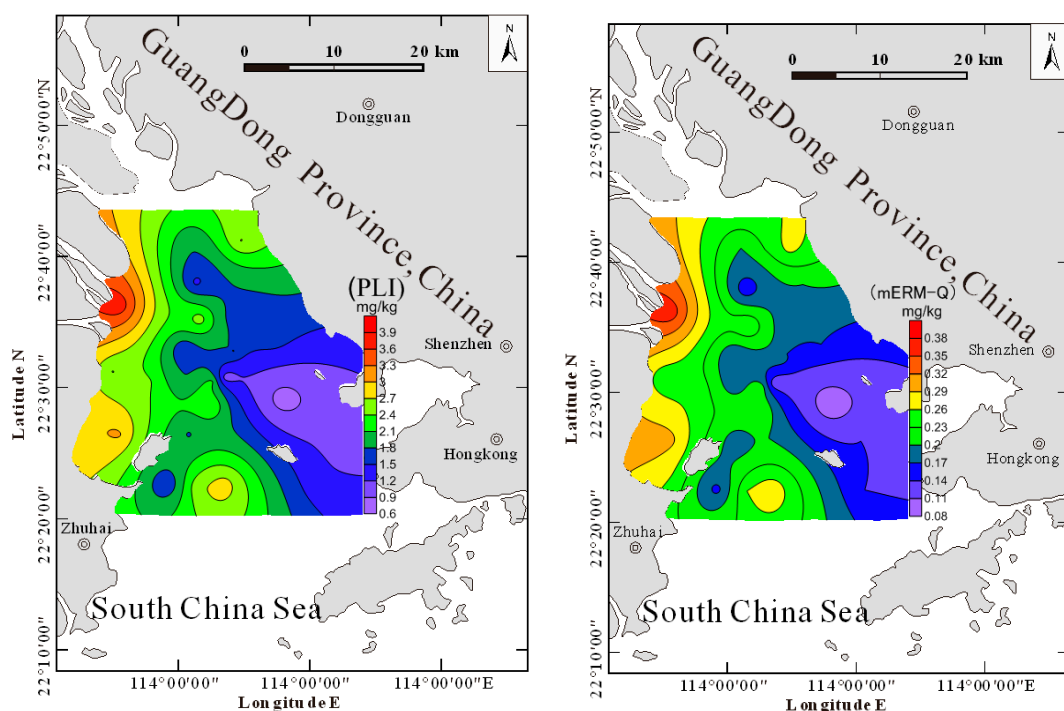 N
0 10 20 km
GuangDong Province, China
Dongguan
22°50'00"N
22°40'00"
22°30'00"
22°20'00"
22°10'00"
Latitude N
(PLI)
mg/kg
3.9
3.6
3.3
3
2.7
2.4
2.1
1.8
1.5
1.2
0.9
0.6
Shenzhen
Hongkong
Zhuhai
South China Sea
114°00'00" 114°00'00" 114°00'00"E
Longitude E
N
0 10 20 km
GuangDong Province, China
Dongguan
22°50'00"N
22°40'00"
22°30'00"
22°20'00"
22°10'00"
Latitude N
(mERM-Q)
mg/kg
0.38
0.35
0.32
0.29
0.26
0.23
0.2
0.17
0.14
0.11
0.08
Shenzhen
Hongkong
Zhuhai
South China Sea
114°00'00" 114°00'00" 114°00'00"E
Longitude E